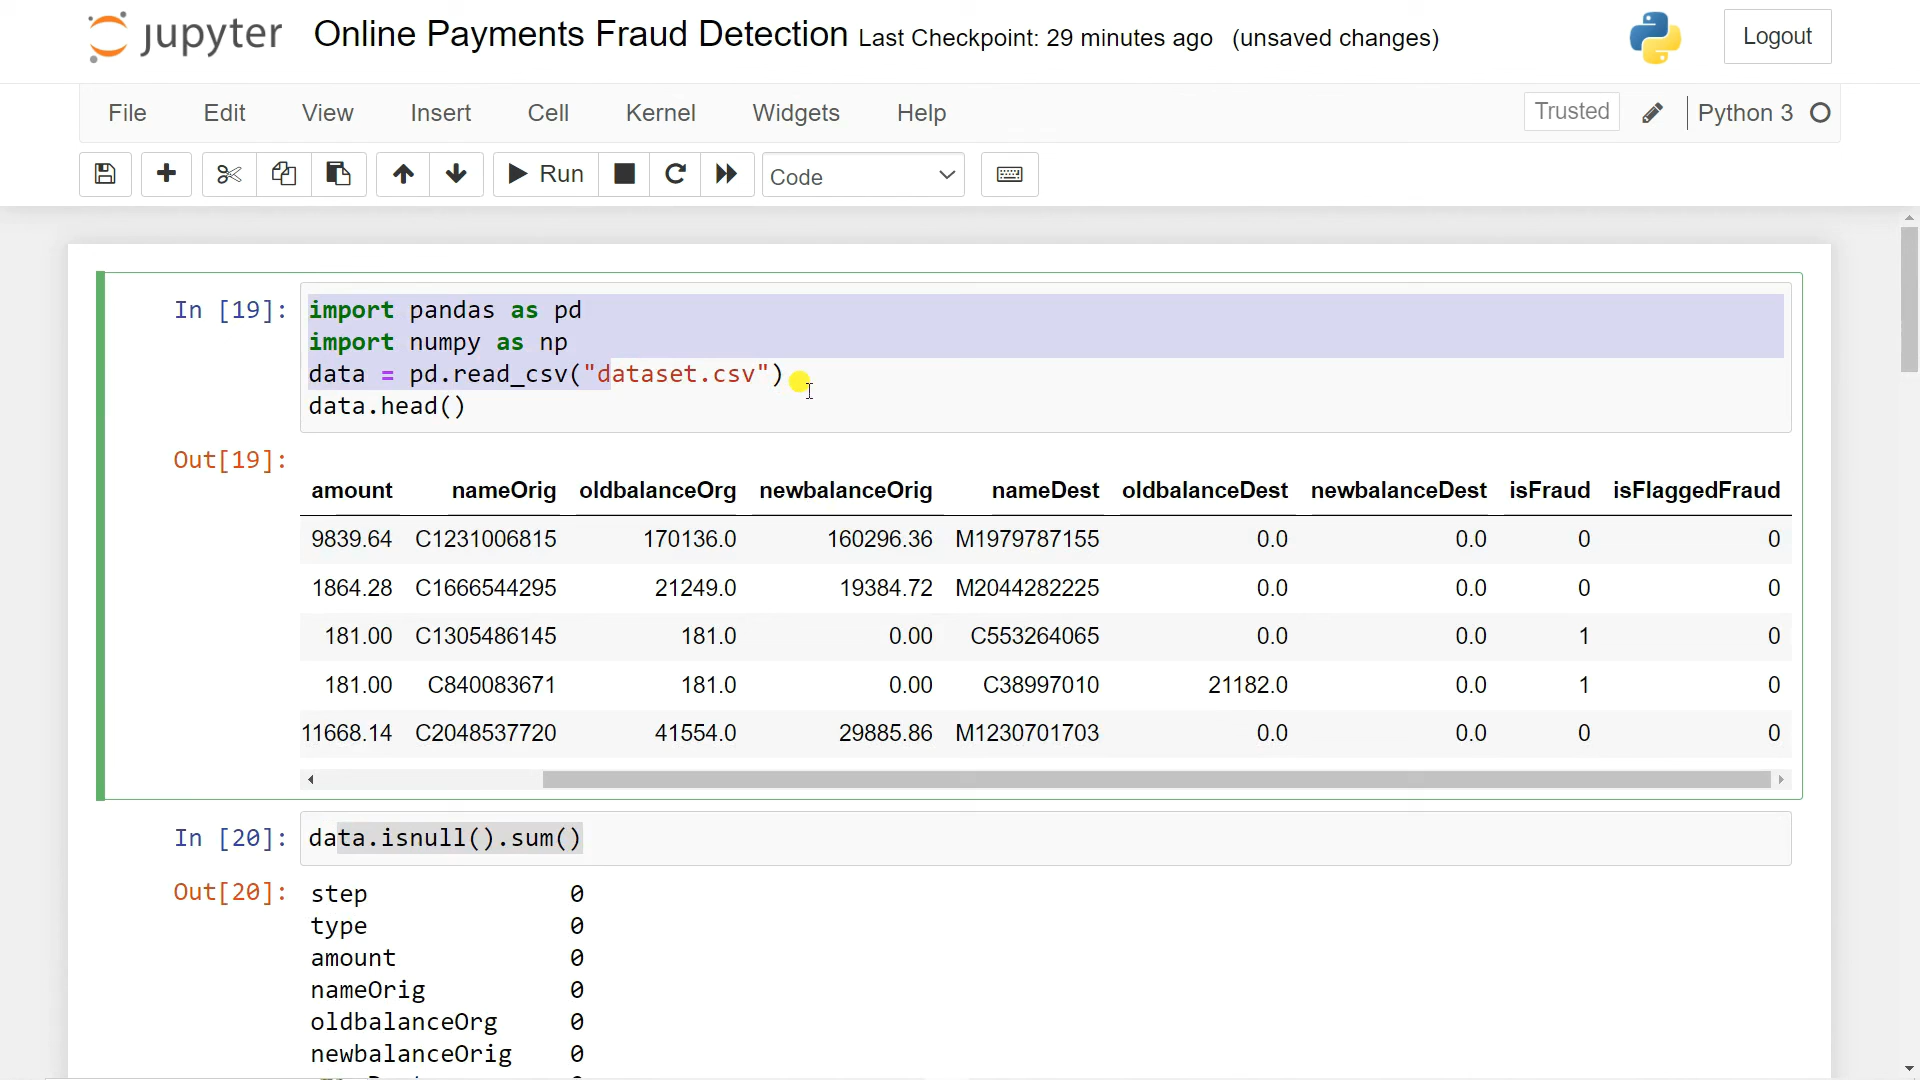 jupyter Online Payments Fraud Detection Last Checkpoint: 29 minutes ago (unsaved changes) Logout
File Edit View Insert Cell Kernel Widgets Help Trusted Python 3
Run Code
In [19]: import pandas as pd
import numpy as np
data = pd.read_csv("dataset.csv")
data.head()
Out[19]:
amount nameOrig oldbalanceOrg newbalanceOrig nameDest oldbalanceDest newbalanceDest isFraud isFlaggedFraud
9839.64 C1231006815 170136.0 160296.36 M1979787155 0.0 0.0 0 0
1864.28 C1666544295 21249.0 19384.72 M2044282225 0.0 0.0 0 0
181.00 C1305486145 181.0 0.00 C553264065 0.0 0.0 1 0
181.00 C840083671 181.0 0.00 C38997010 21182.0 0.0 1 0
11668.14 C2048537720 41554.0 29885.86 M1230701703 0.0 0.0 0 0
In [20]: data.isnull().sum()
Out[20]: step 0
type 0
amount 0
nameOrig 0
oldbalanceOrg 0
newbalanceOrig 0